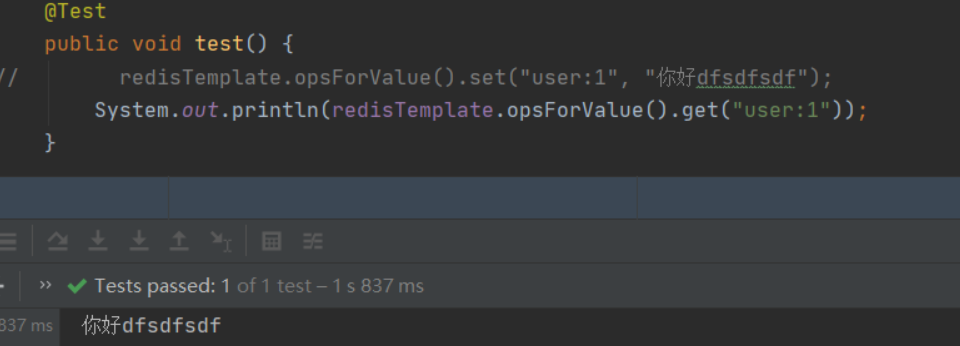 @Test
public void test() {
// redisTemplate.opsForValue().set("user:1", "你好dfsdfsdf");
System.out.println(redisTemplate.opsForValue().get("user:1"));
}
Tests passed: 1 of 1 test – 1 s 837 ms
837 ms 你好dfsdfsdf